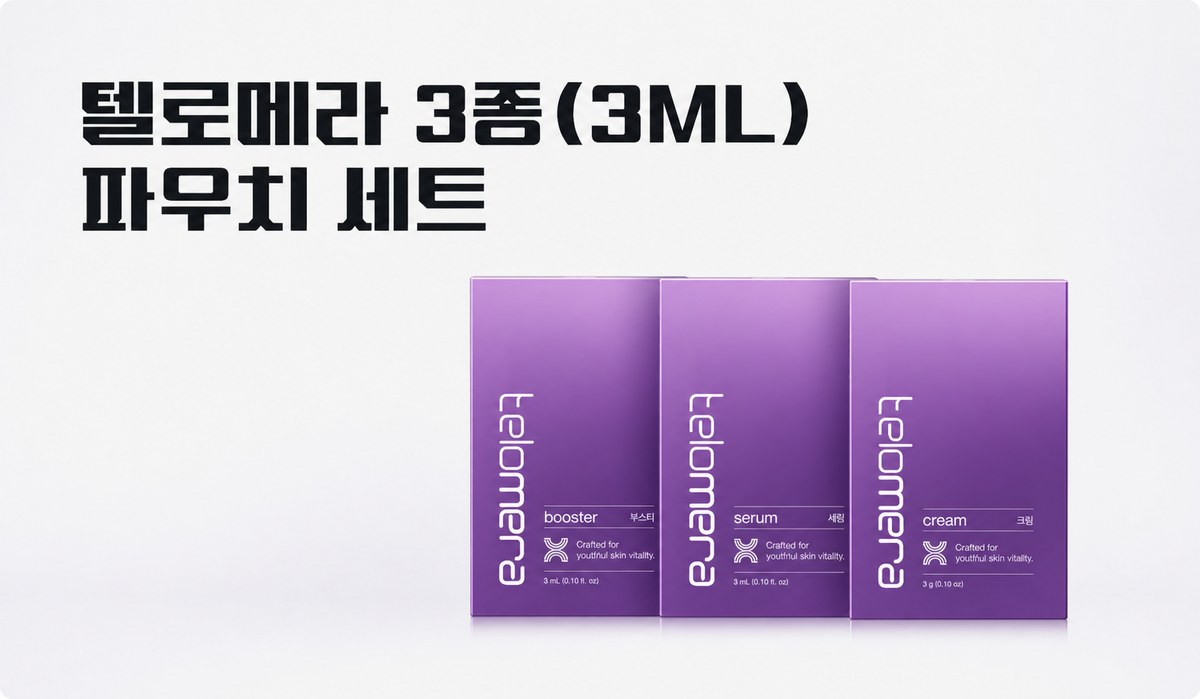 텔로메라 3종(3ML)
파우치 세트
telomera
booster 부스터
Crafted for
youthful skin vitality.
3 mL (0.10 fl. oz)
telomera
serum 세럼
Crafted for
youthful skin vitality.
3 mL (0.10 fl. oz)
telomera
cream 크림
Crafted for
youthful skin vitality.
3 g (0.10 oz)